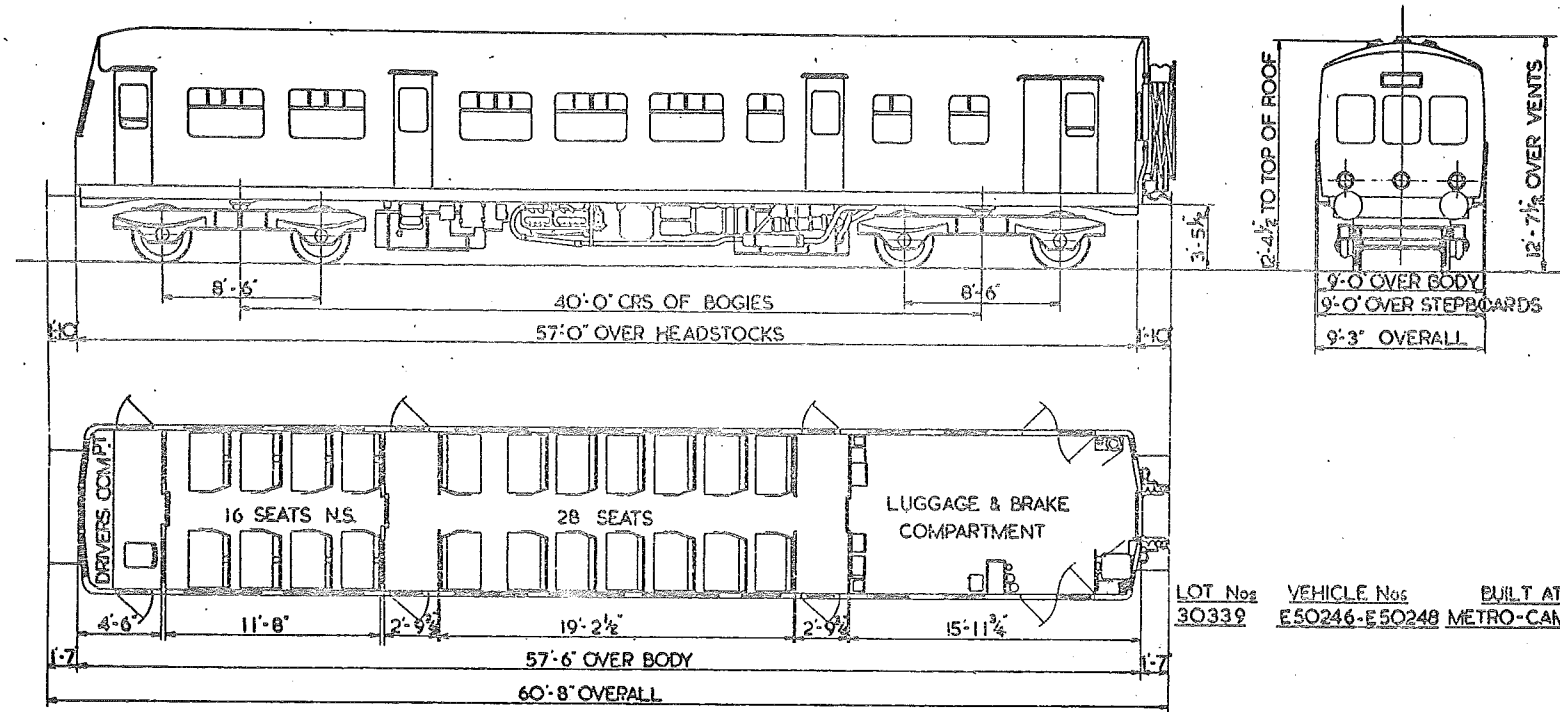 12'-4½" TO TOP OF ROOF
12'-7½" OVER VENTS
3'-5½"
8'-6"
40'-0" CRS OF BOGIES
8'-6"
1'-10
57'-0" OVER HEADSTOCKS
1'-10
9'-0" OVER BODY
9'-0" OVER STEPBOARDS
9'-3" OVERALL
DRIVERS COMPT.
16 SEATS N.S.
28 SEATS
LUGGAGE & BRAKE
COMPARTMENT
LOT Nos VEHICLE Nos BUILT AT
30339 E50246-E50248 METRO-CAM
4'-6"
11'-8"
2'-9¾"
19'-2½"
2'-9¾"
15'-11¾"
1'-7
57'-6" OVER BODY
1'-7"
60'-8" OVERALL